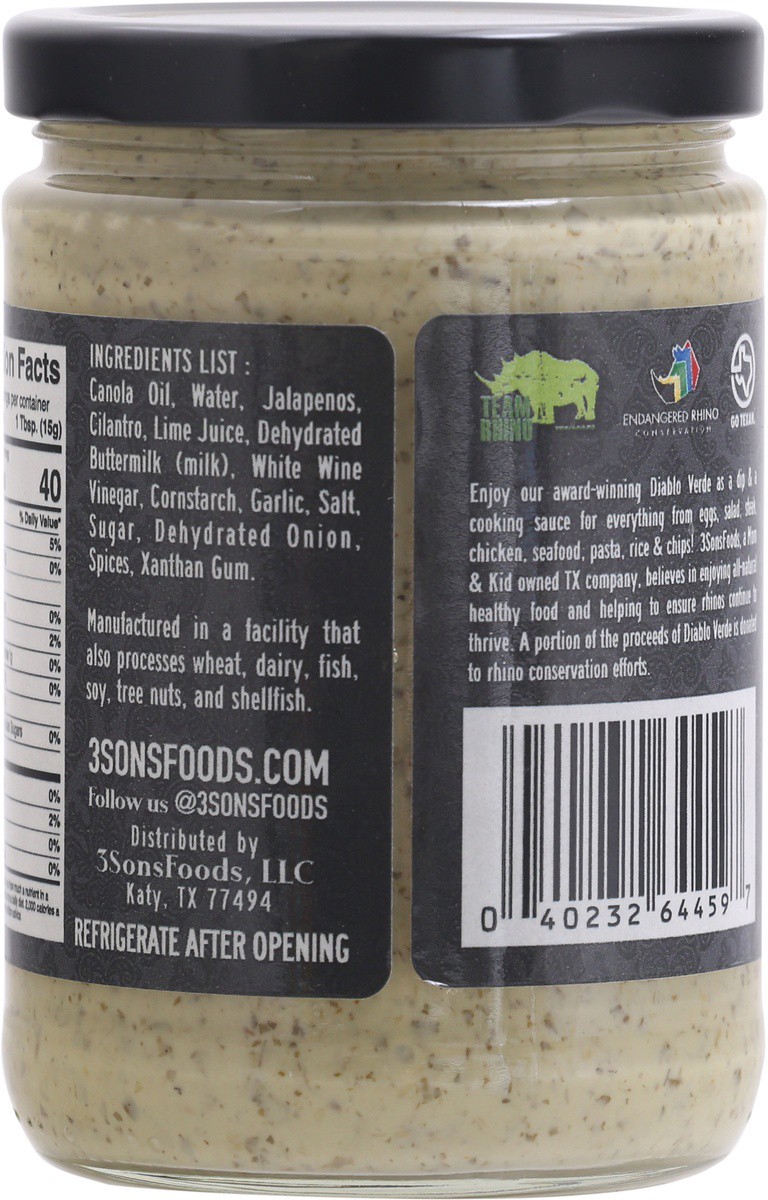 on Facts
per container
1 Tbsp. (15g)
40
% Daily Value*
5%
0%
0%
2%
0%
0%
0%
0%
2%
0%
0%
INGREDIENTS LIST :
Canola Oil, Water, Jalapenos,
Cilantro, Lime Juice, Dehydrated
Buttermilk (milk), White Wine
Vinegar, Cornstarch, Garlic, Salt,
Sugar, Dehydrated Onion,
Spices, Xanthan Gum.
Manufactured in a facility that
also processes wheat, dairy, fish,
soy, tree nuts, and shellfish.
3SONSFOODS.COM
Follow us @3SONSFOODS
Distributed by
3SonsFoods, LLC
Katy, TX 77494
REFRIGERATE AFTER OPENING
TEAM
RHINO
ENDANGERED RHINO
CONSERVATION
GO TEXAN
Enjoy our award-winning Diablo Verde as a dip &
cooking sauce for everything from eggs, salad, steak,
chicken, seafood, pasta, rice & chips! 3SonsFoods, a Mom
& Kid owned TX company, believes in enjoying all-natural
healthy food and helping to ensure rhinos continue to
thrive. A portion of the proceeds of Diablo Verde is donated
to rhino conservation efforts.
0 40232 64459 7